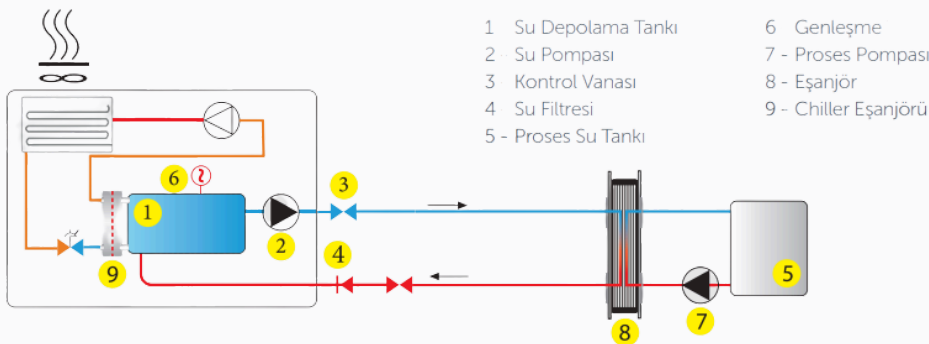 1 Su Depolama Tankı
2 - Su Pompası
3 Kontrol Vanası
4 Su Filtresi
5 - Proses Su Tankı
6 Genleşme
7 - Proses Pompası
8 - Eşanjör
9 - Chiller Eşanjörü
6
3
1
2
4
9
5
8
7